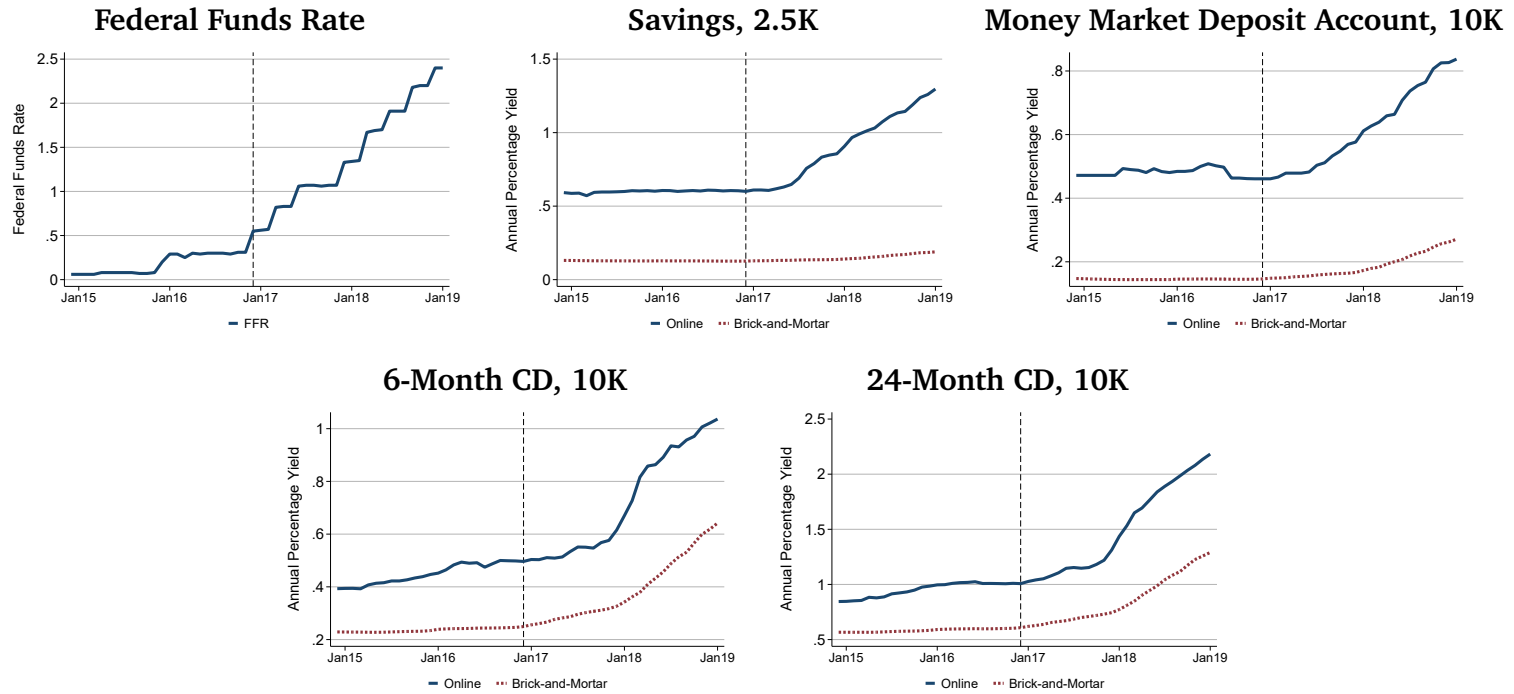 Federal Funds Rate
Federal Funds Rate
2.5
2
1.5
1
.5
0
Jan15 Jan16 Jan17 Jan18 Jan19
FFR
Savings, 2.5K
Annual Percentage Yield
1.5
1
.5
0
Jan15 Jan16 Jan17 Jan18 Jan19
Online Brick-and-Mortar
Money Market Deposit Account, 10K
Annual Percentage Yield
.8
.6
.4
.2
Jan15 Jan16 Jan17 Jan18 Jan19
Online Brick-and-Mortar
6-Month CD, 10K
Annual Percentage Yield
1
.8
.6
.4
.2
Jan15 Jan16 Jan17 Jan18 Jan19
Online Brick-and-Mortar
24-Month CD, 10K
Annual Percentage Yield
2.5
2
1.5
1
.5
Jan15 Jan16 Jan17 Jan18 Jan19
Online Brick-and-Mortar